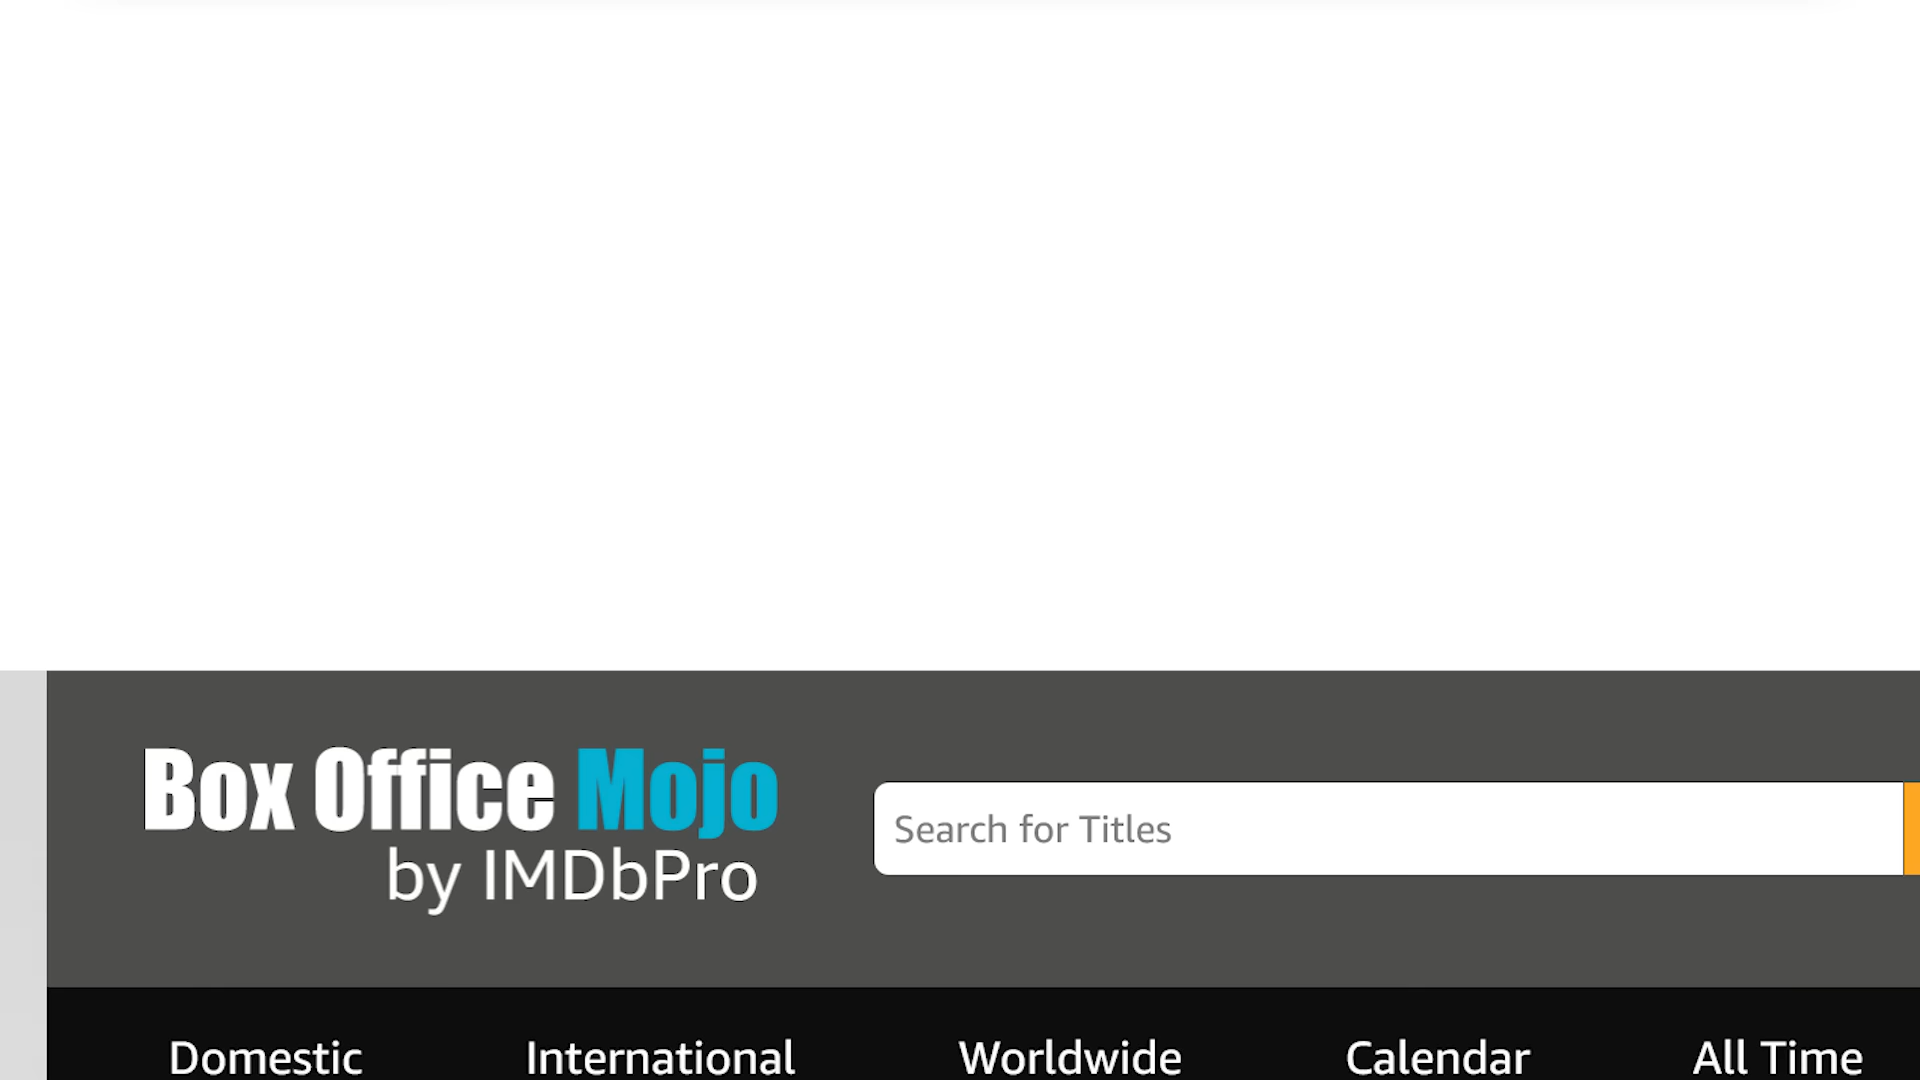 Box Office Mojo
by IMDbPro
Search for Titles
Domestic International Worldwide Calendar All Time